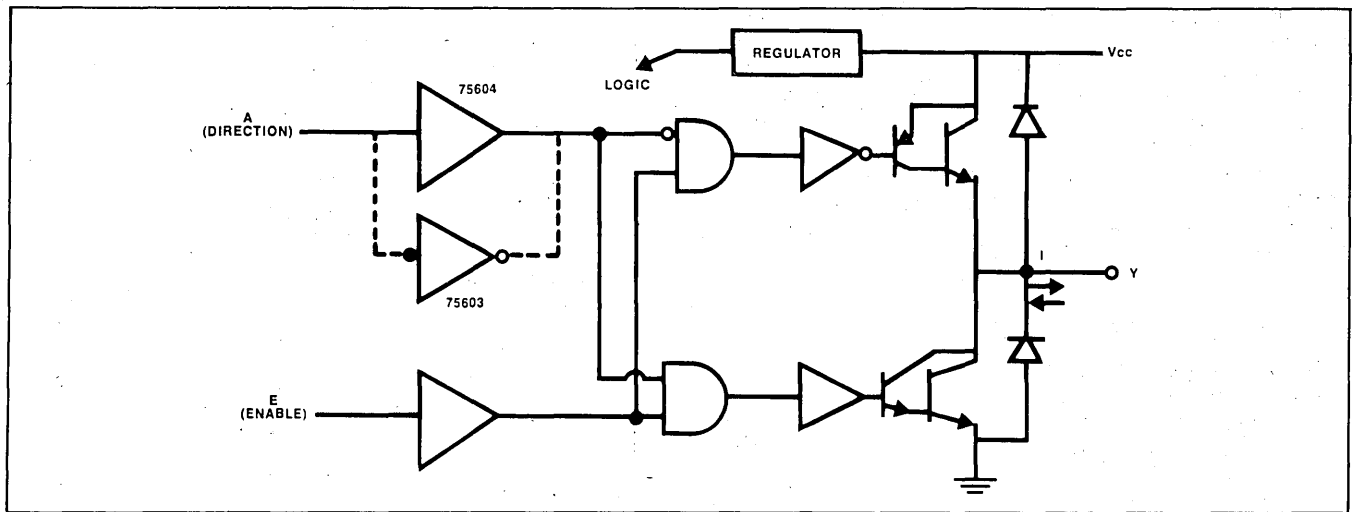 REGULATOR
Vcc
LOGIC
75604
A
(DIRECTION)
75603
I
Y
E
(ENABLE)